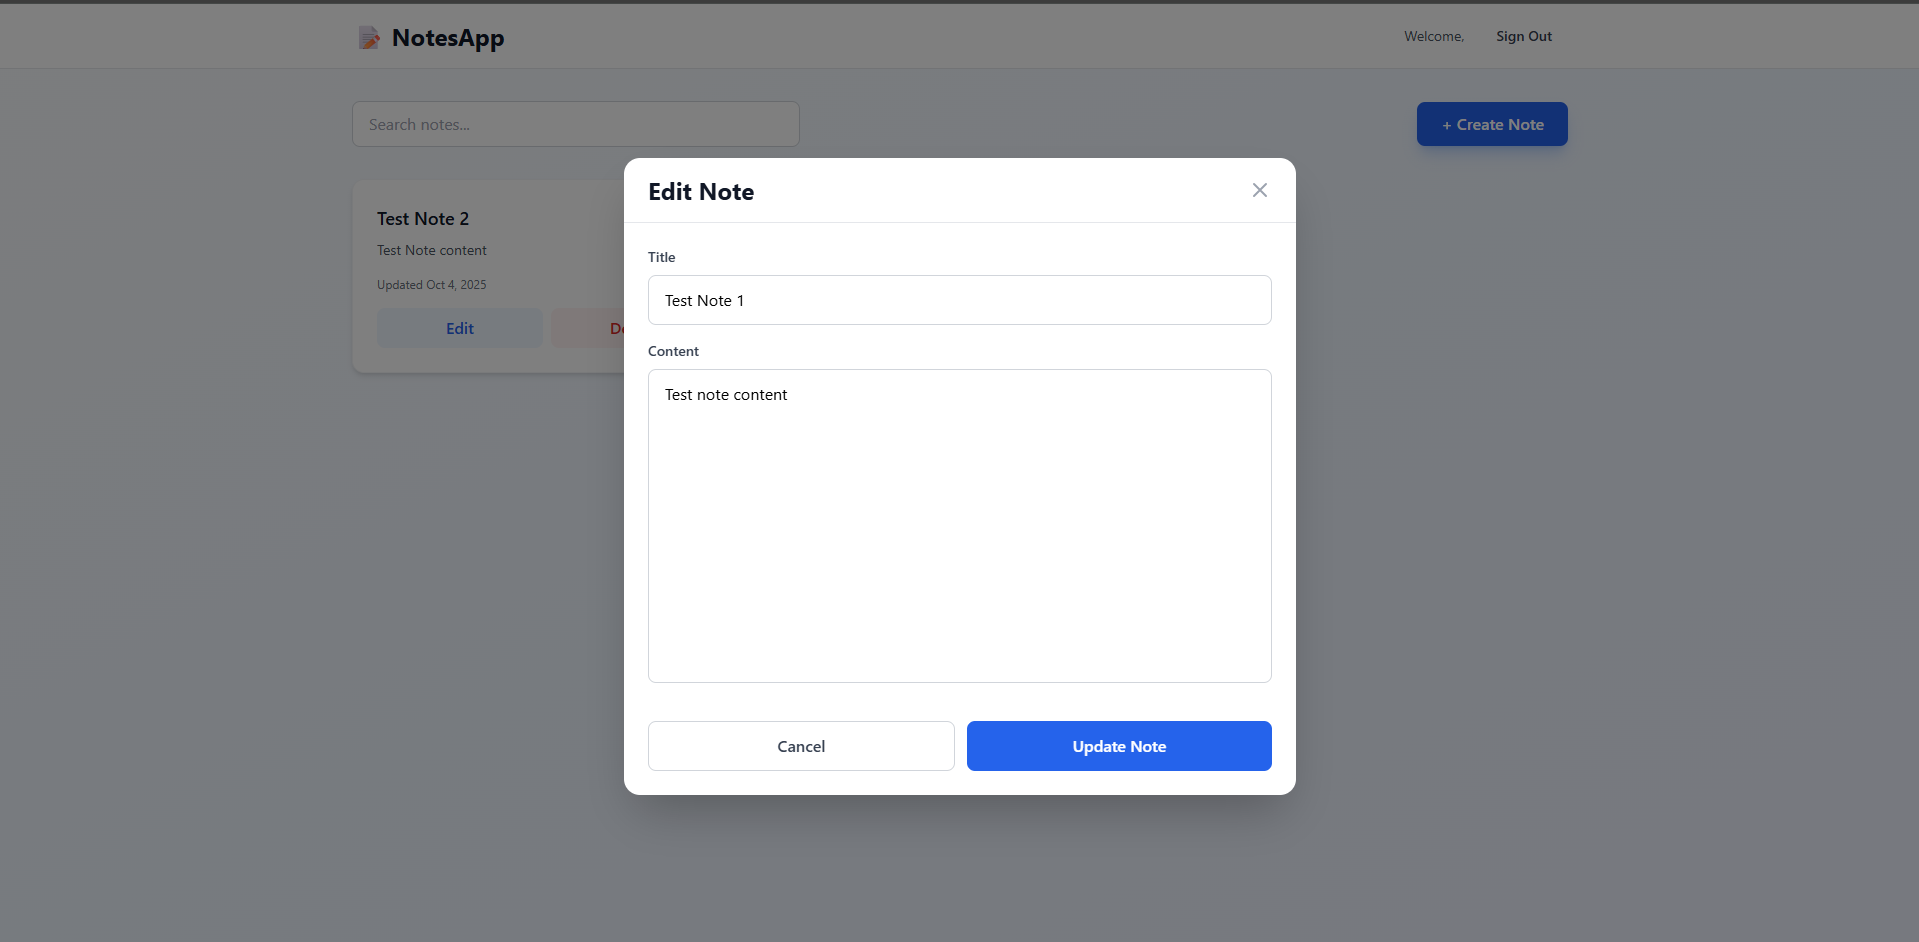 NotesApp
Welcome,
Sign Out
Search notes...
+ Create Note
Test Note 2
Test Note content
Updated Oct 4, 2025
Edit
Edit Note
Title
Test Note 1
Content
Test note content
Cancel
Update Note